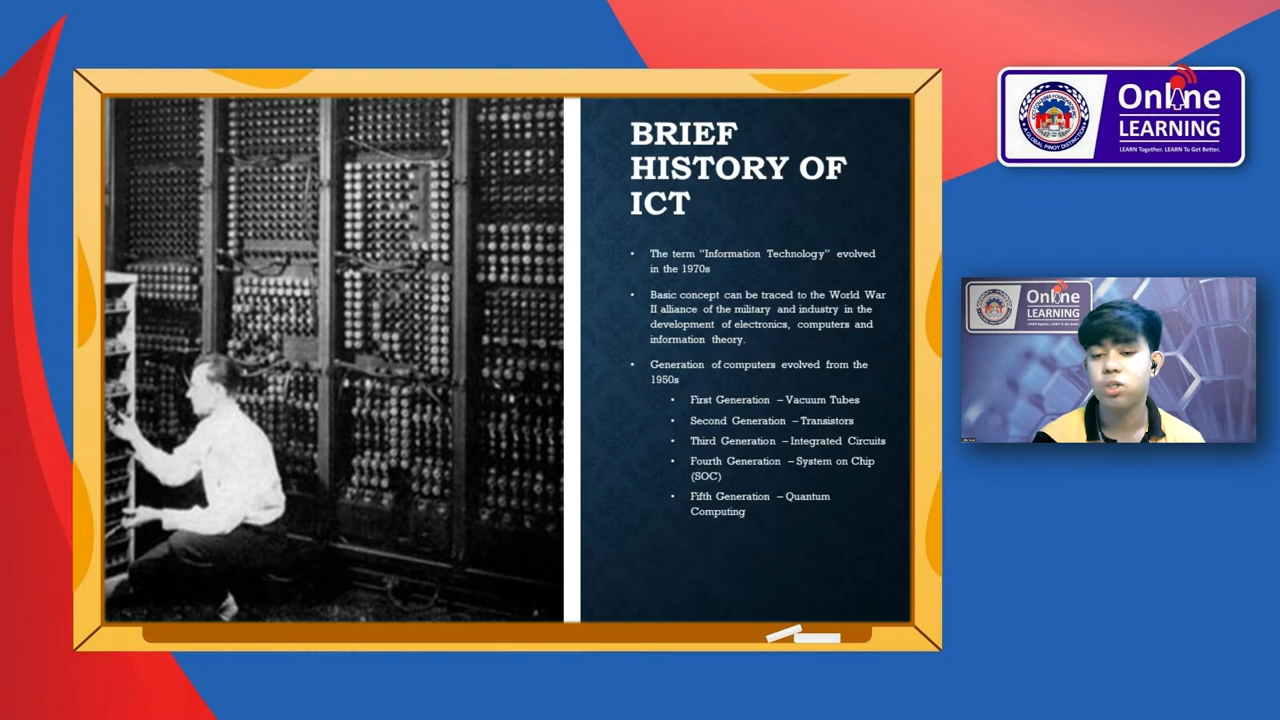 BRIEF
HISTORY OF
ICT
• The term “Information Technology” evolved
in the 1970s
• Basic concept can be traced to the World War
II alliance of the military and industry in the
development of electronics, computers and
information theory.
• Generation of computers evolved from the
1950s
• First Generation – Vacuum Tubes
• Second Generation – Transistors
• Third Generation – Integrated Circuits
• Fourth Generation – System on Chip
(SOC)
• Fifth Generation – Quantum
Computing
Online
LEARNING
LEARN Together. LEARN To Get Better.
Online
LEARNING